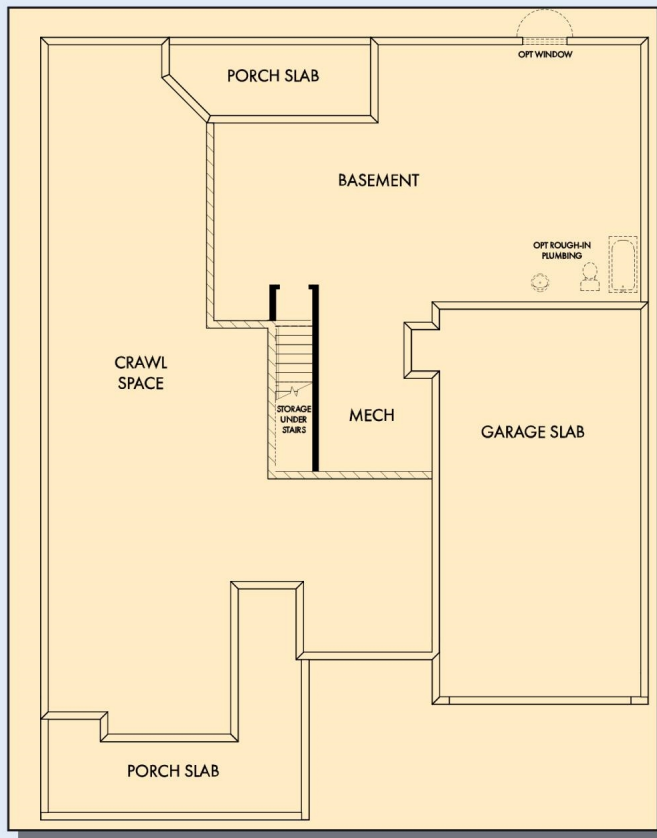 OPT WINDOW
PORCH SLAB
BASEMENT
OPT ROUGH-IN
PLUMBING
CRAWL
SPACE
STORAGE
UNDER
STAIRS
MECH
GARAGE SLAB
PORCH SLAB